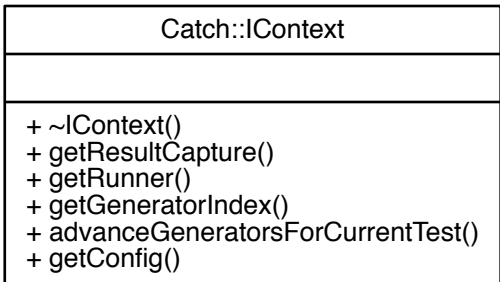 Catch::IContext
+ ~IContext()
+ getResultCapture()
+ getRunner()
+ getGeneratorIndex()
+ advanceGeneratorsForCurrentTest()
+ getConfig()